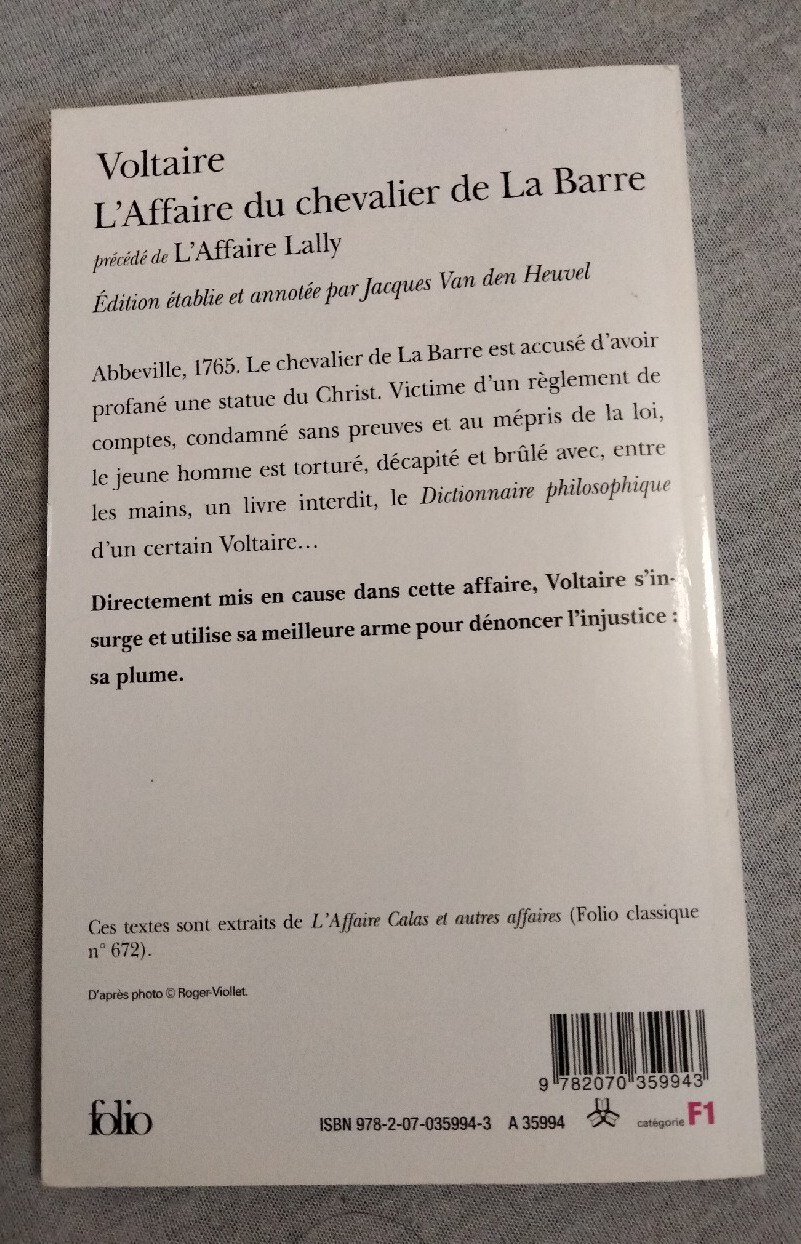 Voltaire
L'Affaire du chevalier de La Barre
précédé de L'Affaire Lally
Édition établie et annotée par Jacques Van den Heuvel
Abbeville, 1765. Le chevalier de La Barre est accusé d'avoir
profané une statue du Christ. Victime d'un règlement de
comptes, condamné sans preuves et au mépris de la loi,
le jeune homme est torturé, décapité et brûlé avec, entre
les mains, un livre interdit, le Dictionnaire philosophique
d'un certain Voltaire...
Directement mis en cause dans cette affaire, Voltaire s'in-
surge et utilise sa meilleure arme pour dénoncer l'injustice :
sa plume.
Ces textes sont extraits de L'Affaire Calas et autres affaires (Folio classique
n° 672).
D'après photo © Roger-Viollet.
9 782070 359943
folio
ISBN 978-2-07-035994-3 A 35994 catégorie F1